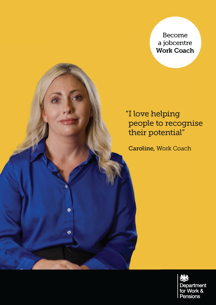 Become
a jobcentre
Work Coach
“I love helping
people to recognise
their potential”
Caroline, Work Coach
Department
for Work &
Pensions